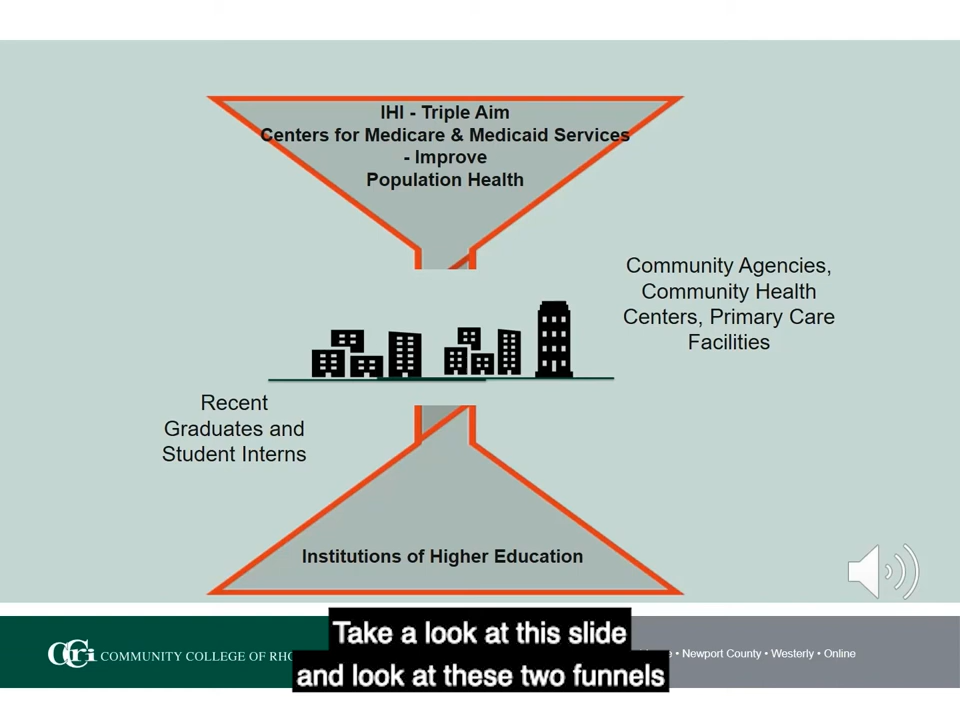 IHI - Triple Aim
Centers for Medicare & Medicaid Services
- Improve
Population Health
Community Agencies,
Community Health
Centers, Primary Care
Facilities
Recent
Graduates and
Student Interns
Institutions of Higher Education
Take a look at this slide
and look at these two funnels
CCRI COMMUNITY COLLEGE OF
• Newport County • Westerly • Online